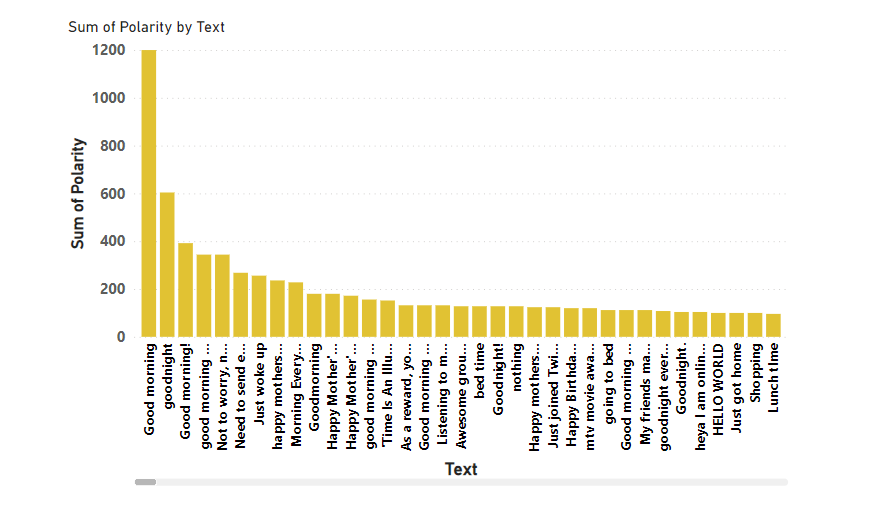 Sum of Polarity by Text
1200
1000
800
600
400
200
0
Sum of Polarity
Good morning
goodnight
Good morning!
good morning ...
Not to worry, n...
Need to send e...
Just woke up
happy mothers...
Morning Every...
Goodmorning
Happy Mother'...
Happy Mother'...
good morning ...
'Time Is An Illu...
As a reward, yo...
Good morning ...
Listening to m...
Awesome grou...
bed time
Goodnight!
nothing
Happy mothers...
Just joined Twi...
Happy Birthda...
mtv movie awa...
going to bed
Good morning ...
My friends ma...
goodnight ever...
Goodnight.
heya I am onlin...
HELLO WORLD
Just got home
Shopping
Lunch tIme
Text